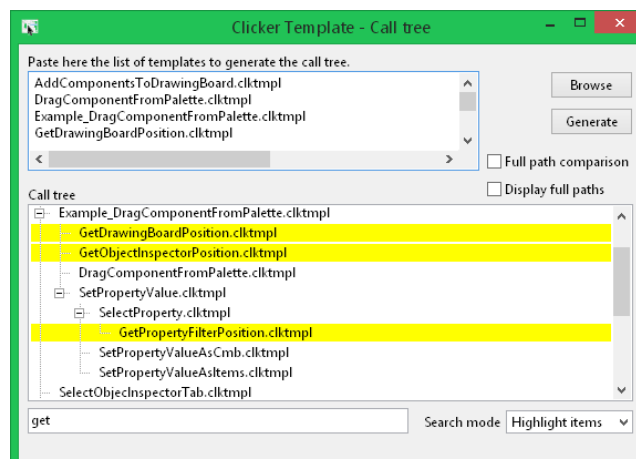 Clicker Template - Call tree
Paste here the list of templates to generate the call tree.
AddComponentsToDrawingBoard.clktmpl
DragComponentFromPalette.clktmpl
Example_DragComponentFromPalette.clktmpl
GetDrawingBoardPosition.clktmpl
Browse
Generate
Full path comparison
Display full paths
Call tree
Example_DragComponentFromPalette.clktmpl
GetDrawingBoardPosition.clktmpl
GetObjectInspectorPosition.clktmpl
DragComponentFromPalette.clktmpl
SetPropertyValue.clktmpl
SelectProperty.clktmpl
GetPropertyFilterPosition.clktmpl
SetPropertyValueAsCmb.clktmpl
SetPropertyValueAsItems.clktmpl
SelectObjecInspectorTab.clktmpl
get
Search mode
Highlight items